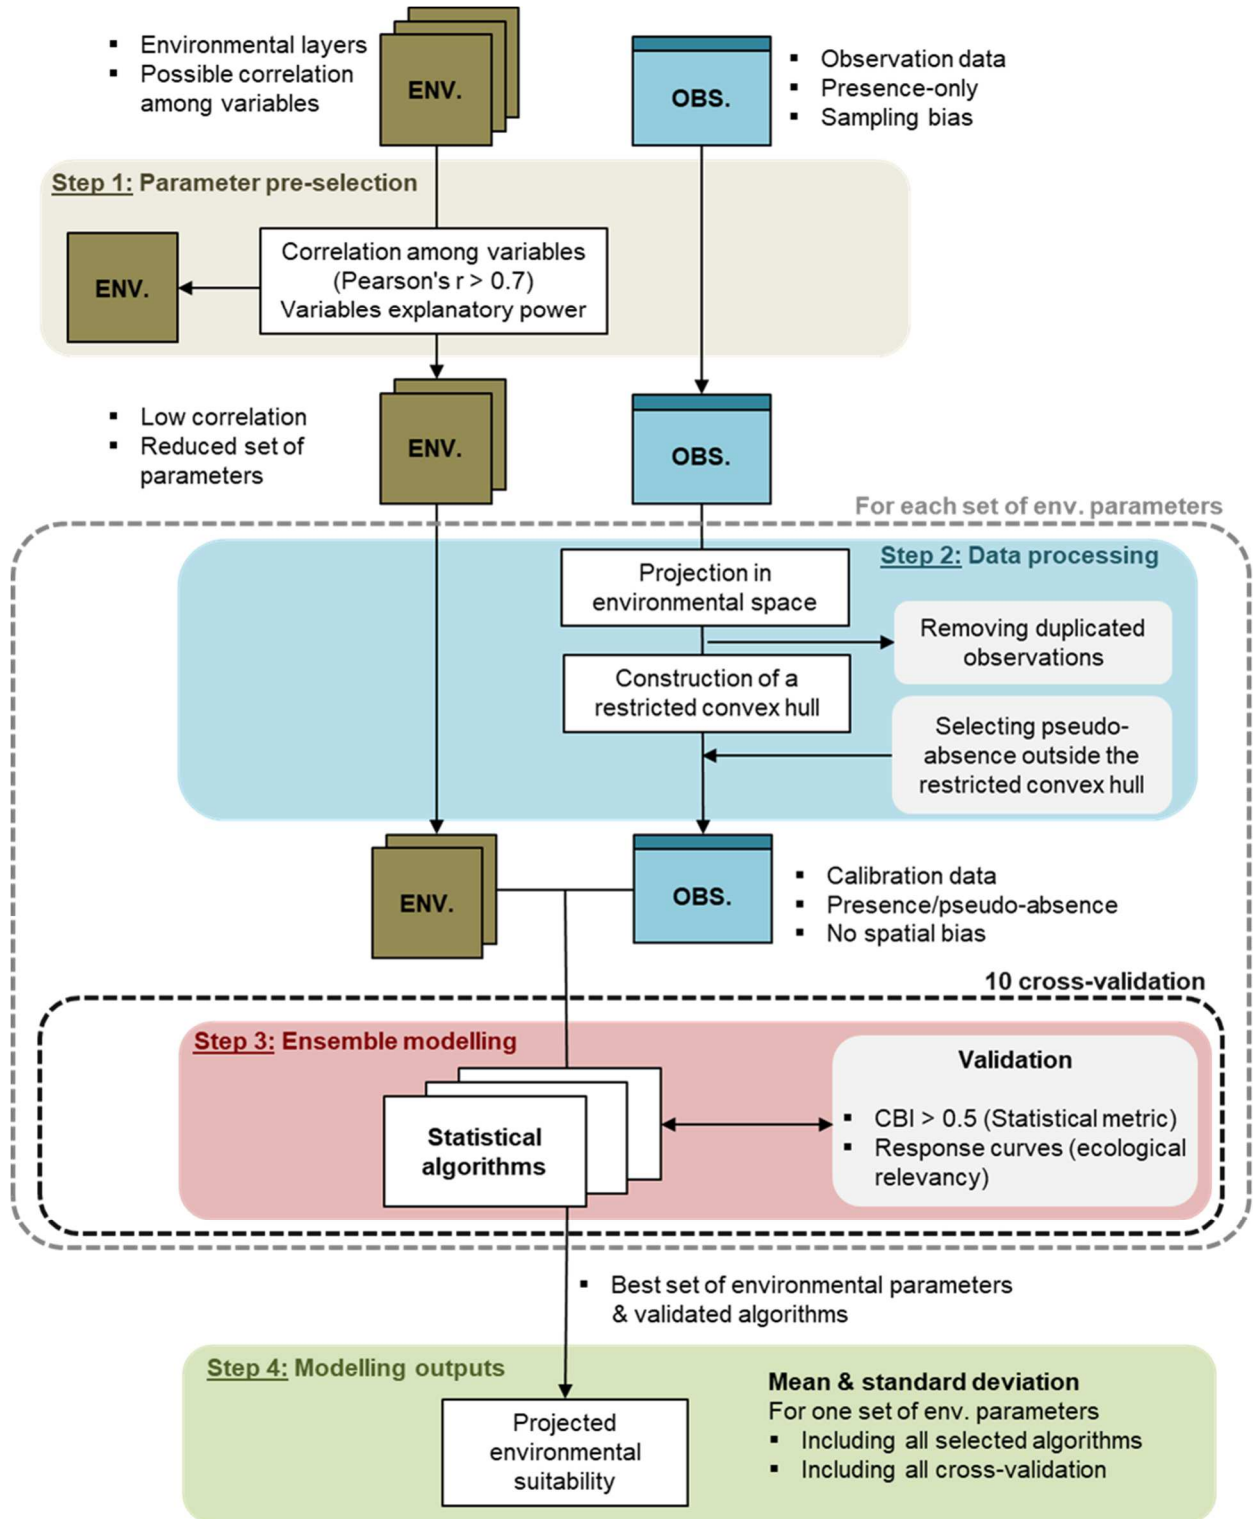 ▪ Environmental layers
▪ Possible correlation
among variables
ENV.
OBS.
▪ Observation data
▪ Presence-only
▪ Sampling bias
Step 1: Parameter pre-selection
ENV.
Correlation among variables
(Pearson's r > 0.7)
Variables explanatory power
▪ Low correlation
▪ Reduced set of
parameters
ENV.
OBS.
For each set of env. parameters
Step 2: Data processing
Projection in
environmental space
Removing duplicated
observations
Construction of a
restricted convex hull
Selecting pseudo-
absence outside the
restricted convex hull
ENV.
OBS.
▪ Calibration data
▪ Presence/pseudo-absence
▪ No spatial bias
10 cross-validation
Step 3: Ensemble modelling
Statistical
algorithms
Validation
▪ CBI > 0.5 (Statistical metric)
▪ Response curves (ecological
relevancy)
▪ Best set of environmental parameters
& validated algorithms
Step 4: Modelling outputs
Projected
environmental
suitability
Mean & standard deviation
For one set of env. parameters
▪ Including all selected algorithms
▪ Including all cross-validation